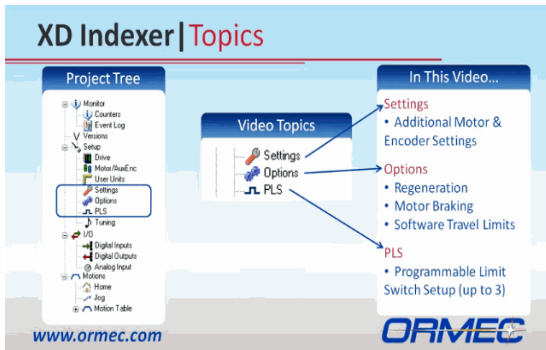 XD Indexer|Topics
Project Tree
Monitor
Counters
Event Log
Versions
Setup
Drive
Motor/AuxEnc
User Units
Settings
Options
PLS
Tuning
I/O
Digital Inputs
Digital Outputs
Analog Input
Motions
Home
Jog
Motion Table
www.ormec.com
Video Topics
Settings
Options
PLS
In This Video...
Settings
• Additional Motor &
Encoder Settings
Options
• Regeneration
• Motor Braking
• Software Travel Limits
PLS
• Programmable Limit
Switch Setup (up to 3)
ORMEC